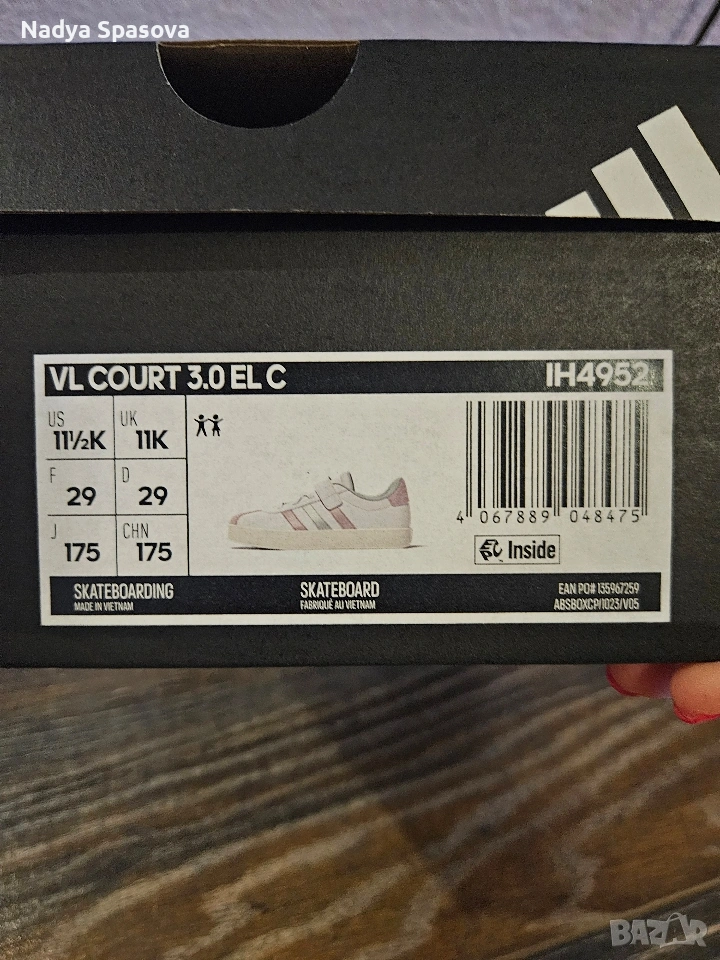 Nadya Spasova
VL COURT 3.0 EL C
IH4952
US
11½K
UK
11K
F
29
D
29
J
175
CHN
175
4 067889 048475
Inside
SKATEBOARDING
MADE IN VIETNAM
SKATEBOARD
FABRIQUÉ AU VIETNAM
EAN PO# 135967259
ABSBOXCP/1023/V05
BAZAR